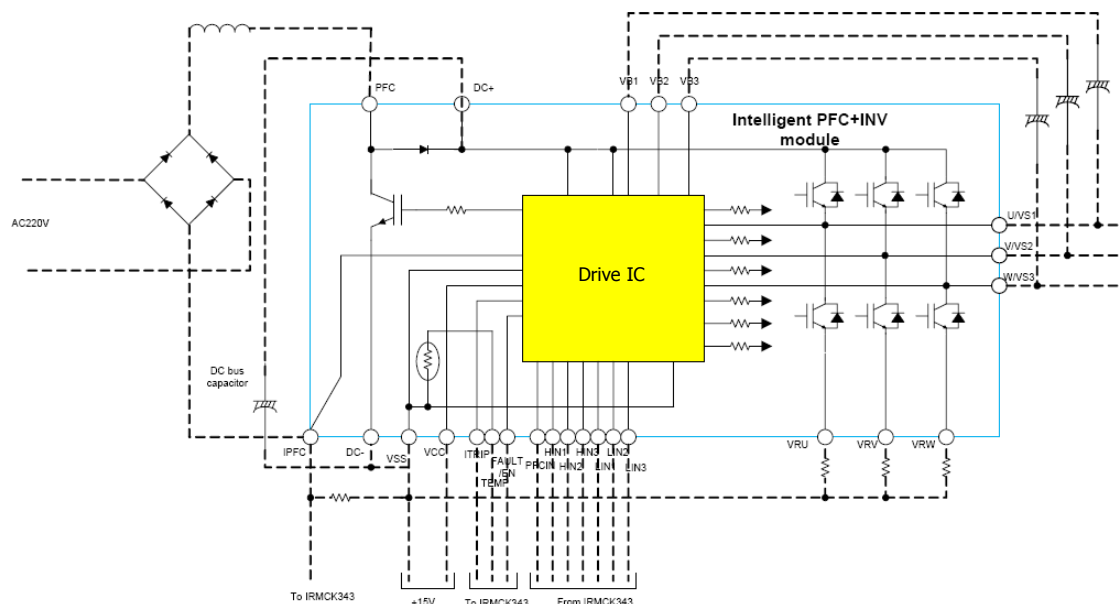 VB1
VB2
VB3
PFC
DC+
Intelligent PFC+INV
module
AC220V
U/VS1
V/VS2
W/VS3
Drive IC
DC bus
capacitor
IPFC
DC-
VSS
VCC
ITRIP
TEMP
FAULT
/EN
PFCIN
HIN1
HIN2
HIN3
LIN1
LIN2
LIN3
VRU
VRV
VRW
To IRMCK343
+15V
To IRMCK343
From IRMCK343